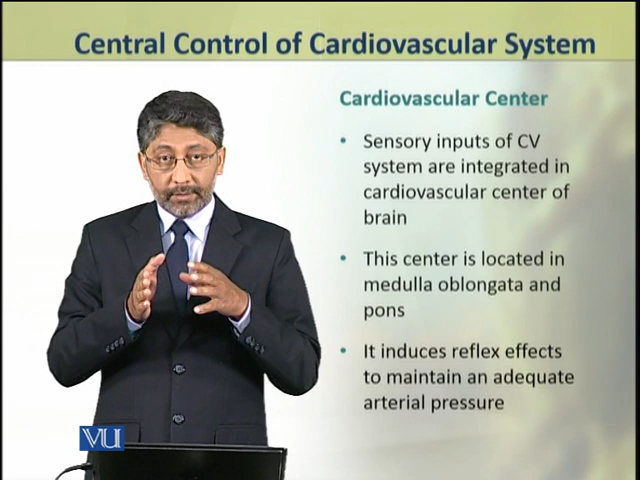 Central Control of Cardiovascular System
Cardiovascular Center
• Sensory inputs of CV
system are integrated in
cardiovascular center of
brain
• This center is located in
medulla oblongata and
pons
• It induces reflex effects
to maintain an adequate
arterial pressure
VU